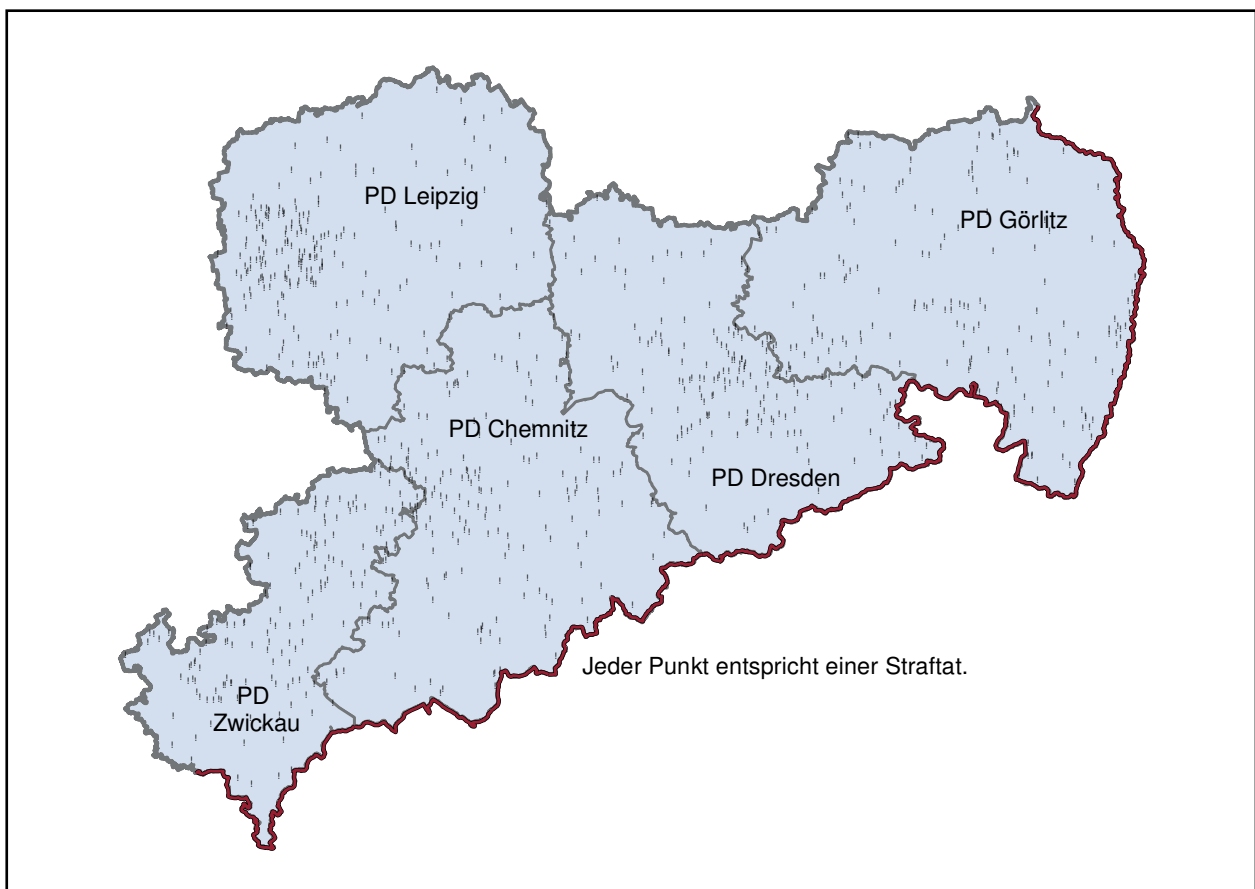 PD Leipzig
PD Görlitz
PD Chemnitz
PD Dresden
Jeder Punkt entspricht einer Straftat.
PD
Zwickau